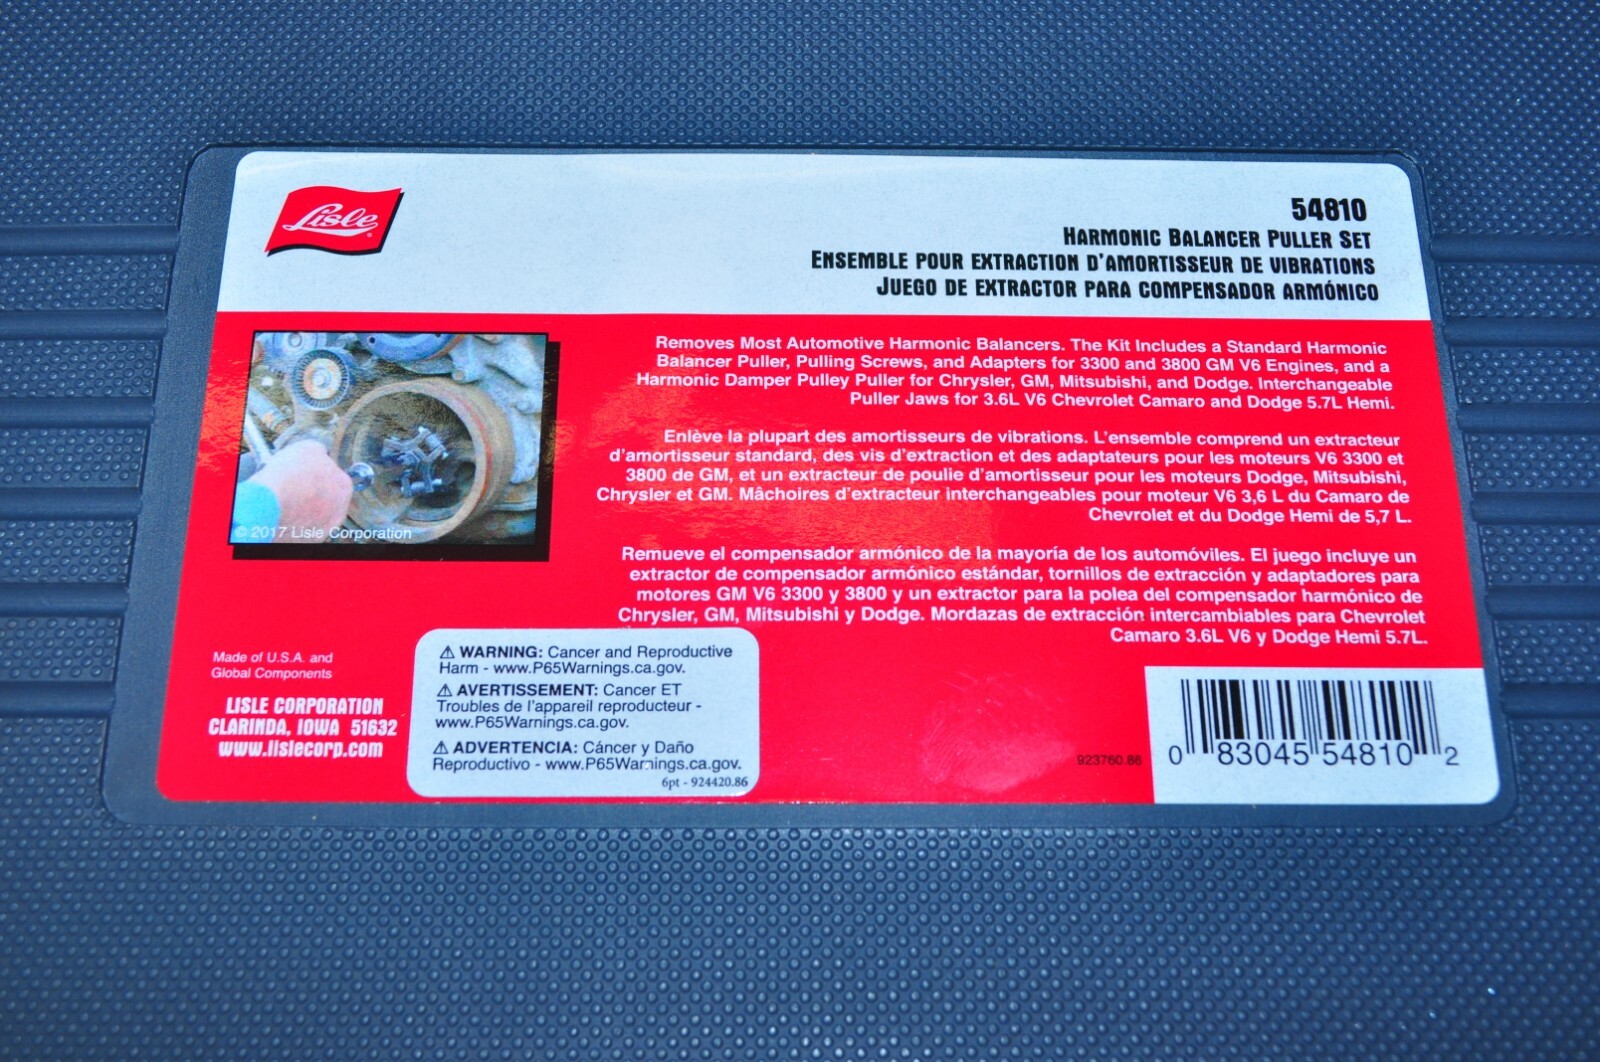 Lisle
54810
HARMONIC BALANCER PULLER SET
ENSEMBLE POUR EXTRACTION D'AMORTISSEUR DE VIBRATIONS
JUEGO DE EXTRACTOR PARA COMPENSADOR ARMÓNICO
Removes Most Automotive Harmonic Balancers. The Kit Includes a Standard Harmonic
Balancer Puller, Pulling Screws, and Adapters for 3300 and 3800 GM V6 Engines, and a
Harmonic Damper Pulley Puller for Chrysler, GM, Mitsubishi, and Dodge. Interchangeable
Puller Jaws for 3.6L V6 Chevrolet Camaro and Dodge 5.7L Hemi.
Enlève la plupart des amortisseurs de vibrations. L'ensemble comprend un extracteur
d'amortisseur standard, des vis d'extraction et des adaptateurs pour les moteurs V6 3300 et
3800 de GM, et un extracteur de poulie d'amortisseur pour les moteurs Dodge, Mitsubishi,
Chrysler et GM. Mâchoires d'extracteur interchangeables pour moteur V6 3,6 L du Camaro de
Chevrolet et du Dodge Hemi de 5,7 L.
Remueve el compensador armónico de la mayoría de los automóviles. El juego incluye un
extractor de compensador armónico estándar, tornillos de extracción y adaptadores para
motores GM V6 3300 y 3800 y un extractor para la polea del compensador harmónico de
Chrysler, GM, Mitsubishi y Dodge. Mordazas de extracción intercambiables para Chevrolet
Camaro 3.6L V6 y Dodge Hemi 5.7L.
© 2017 Lisle Corporation
Made of U.S.A. and
Global Components
LISLE CORPORATION
CLARINDA, IOWA 51632
www.lislecorp.com
⚠ WARNING: Cancer and Reproductive
Harm - www.P65Warnings.ca.gov.
⚠ AVERTISSEMENT: Cancer ET
Troubles de l'appareil reproducteur -
www.P65Warnings.ca.gov.
⚠ ADVERTENCIA: Cáncer y Daño
Reproductivo - www.P65Warnings.ca.gov.
6pt - 924420.86
923760.86
0 83045 54810 2